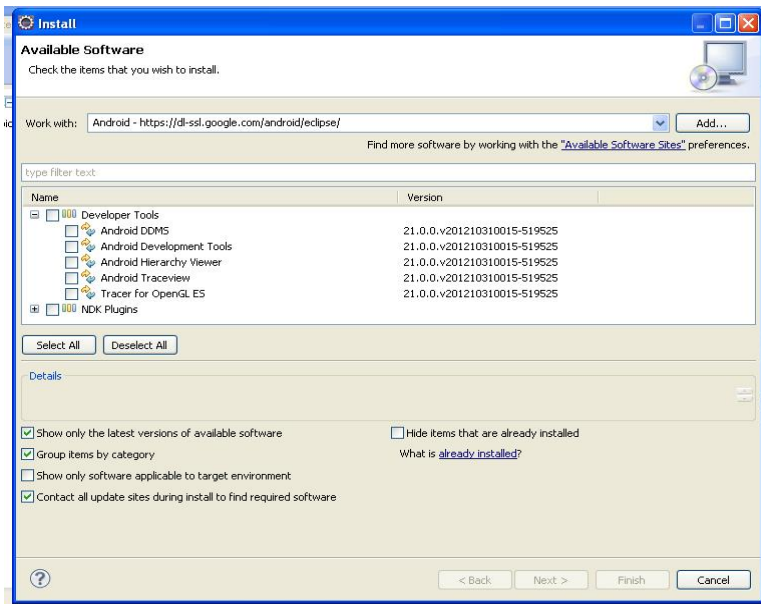 Install
Available Software
Check the items that you wish to install.
Work with: Android - https://dl-ssl.google.com/android/eclipse/ Add...
Find more software by working with the "Available Software Sites" preferences.
type filter text
Name Version
Developer Tools
Android DDMS 21.0.0.v201210310015-519525
Android Development Tools 21.0.0.v201210310015-519525
Android Hierarchy Viewer 21.0.0.v201210310015-519525
Android Traceview 21.0.0.v201210310015-519525
Tracer for OpenGL ES 21.0.0.v201210310015-519525
NDK Plugins
Select All Deselect All
Details
Show only the latest versions of available software Hide items that are already installed
Group items by category What is already installed?
Show only software applicable to target environment
Contact all update sites during install to find required software
? < Back Next > Finish Cancel